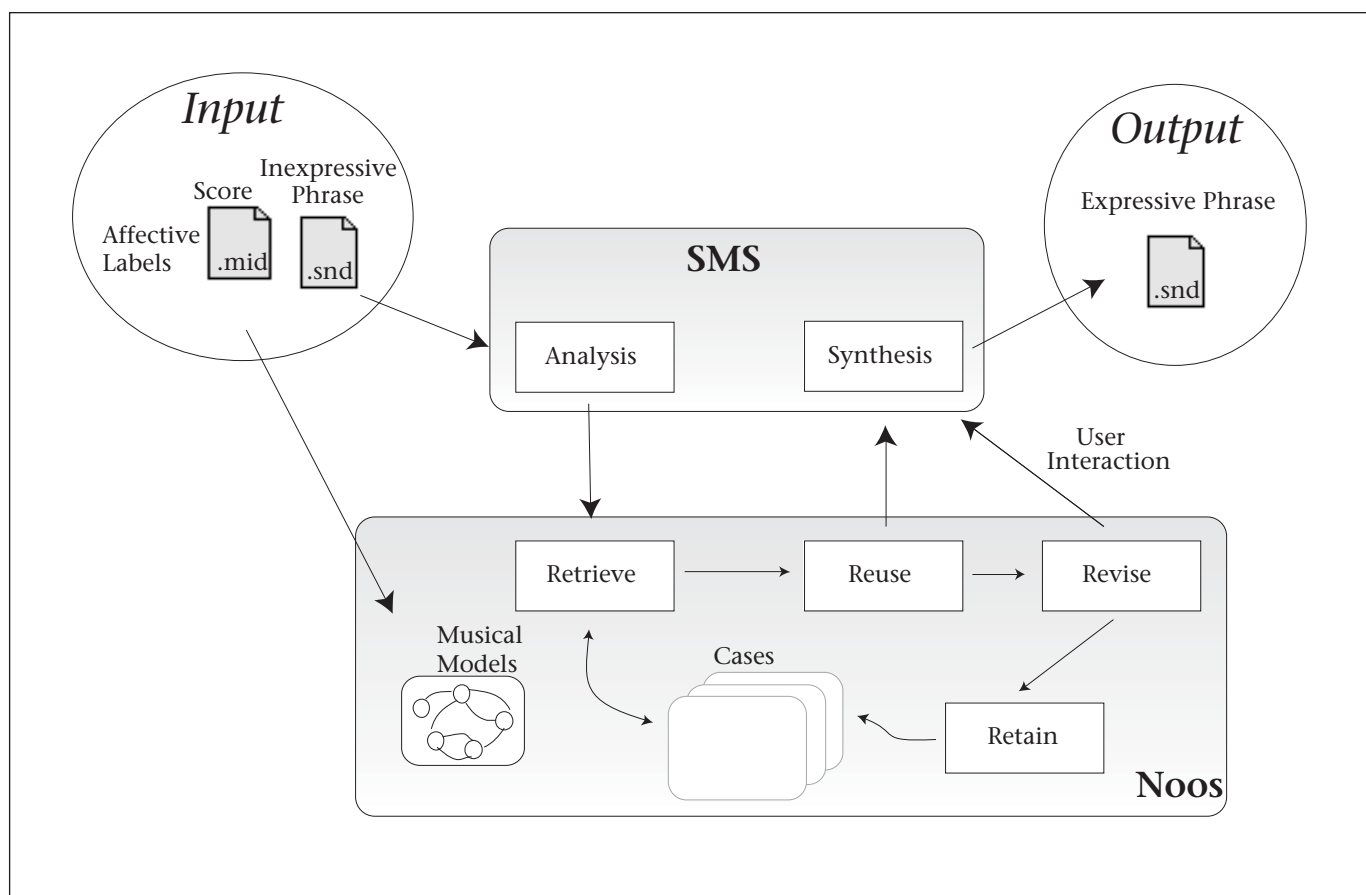 Input
Output
Inexpressive
Phrase
Score
Affective
Labels
.mid
.snd
Expressive Phrase
.snd
SMS
Analysis
Synthesis
User
Interaction
Retrieve
Reuse
Revise
Musical
Models
Cases
Retain
Noos